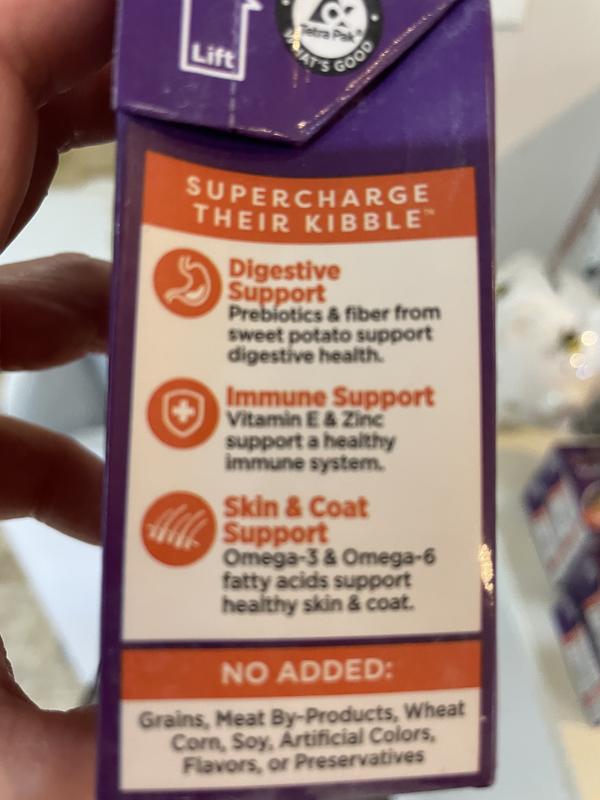 Lift
Tetra Pak®
WHAT'S GOOD
SUPERCHARGE
THEIR KIBBLE™
Digestive
Support
Prebiotics & fiber from
sweet potato support
digestive health.
Immune Support
Vitamin E & Zinc
support a healthy
immune system.
Skin & Coat
Support
Omega-3 & Omega-6
fatty acids support
healthy skin & coat.
NO ADDED:
Grains, Meat By-Products, Wheat
Corn, Soy, Artificial Colors,
Flavors, or Preservatives